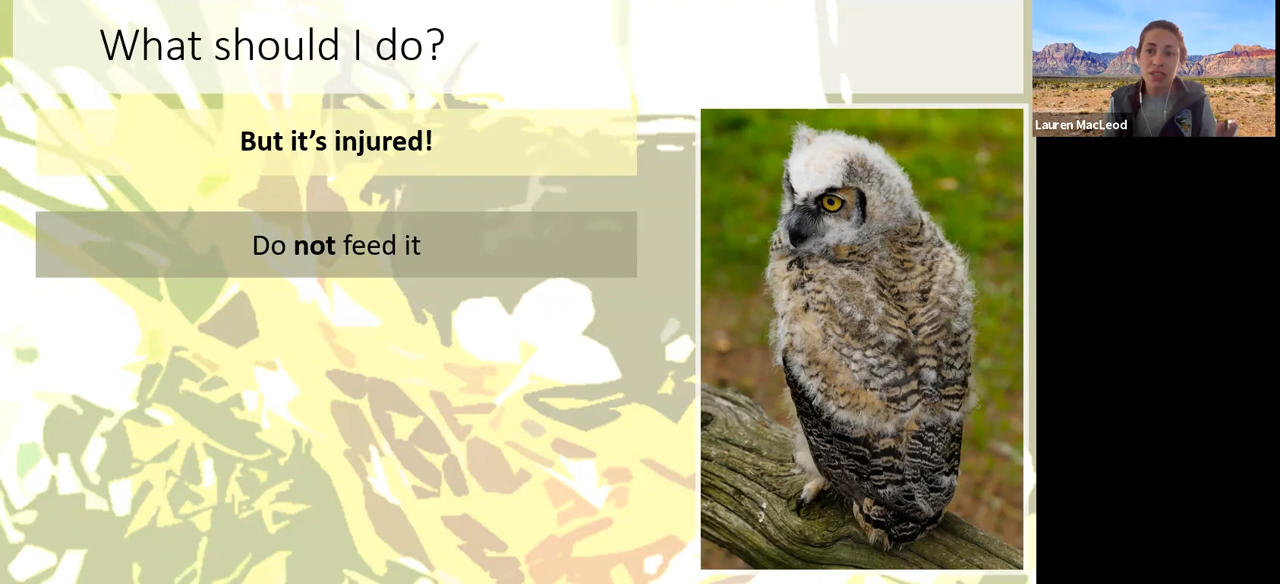 What should I do?
But it's injured!
Do not feed it
Lauren MacLeod